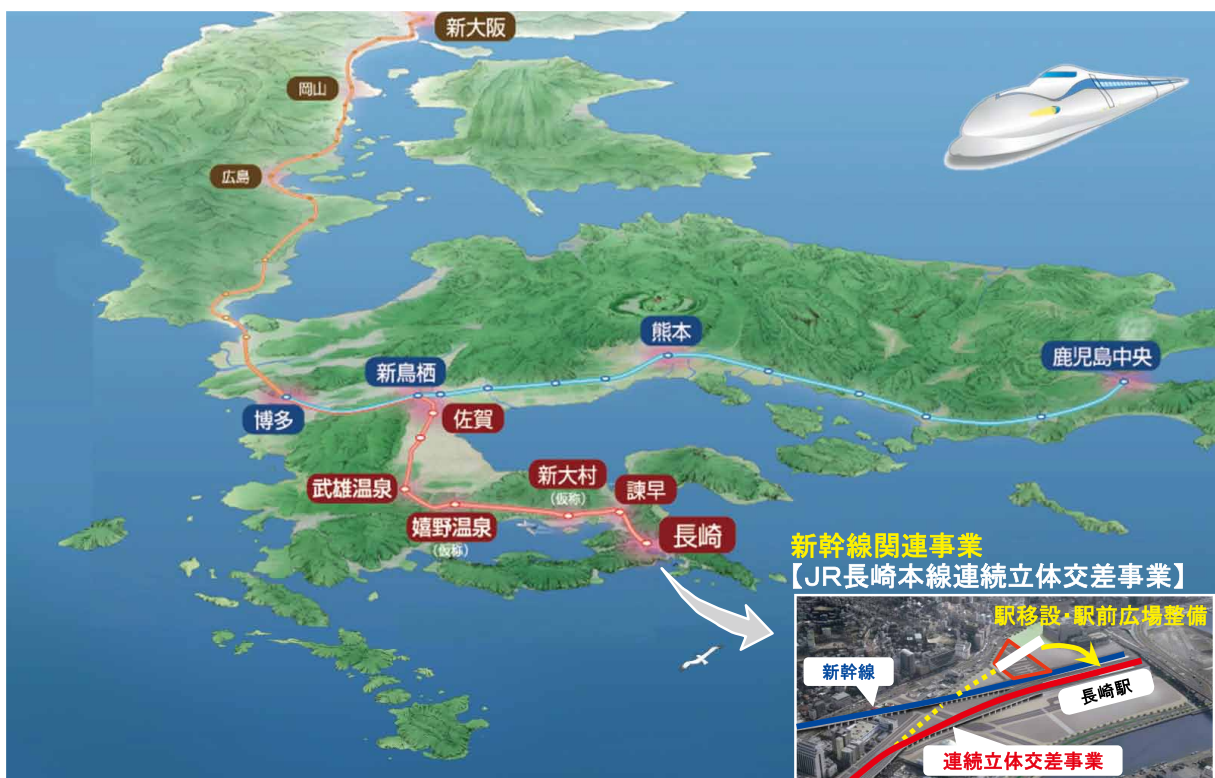 新大阪
岡山
広島
熊本
新鳥栖
鹿児島中央
博多
佐賀
武雄温泉
新大村
(仮称)
諫早
嬉野温泉
(仮称)
長崎
新幹線関連事業
【JR長崎本線連続立体交差事業】
駅移設・駅前広場整備
新幹線
長崎駅
連続立体交差事業